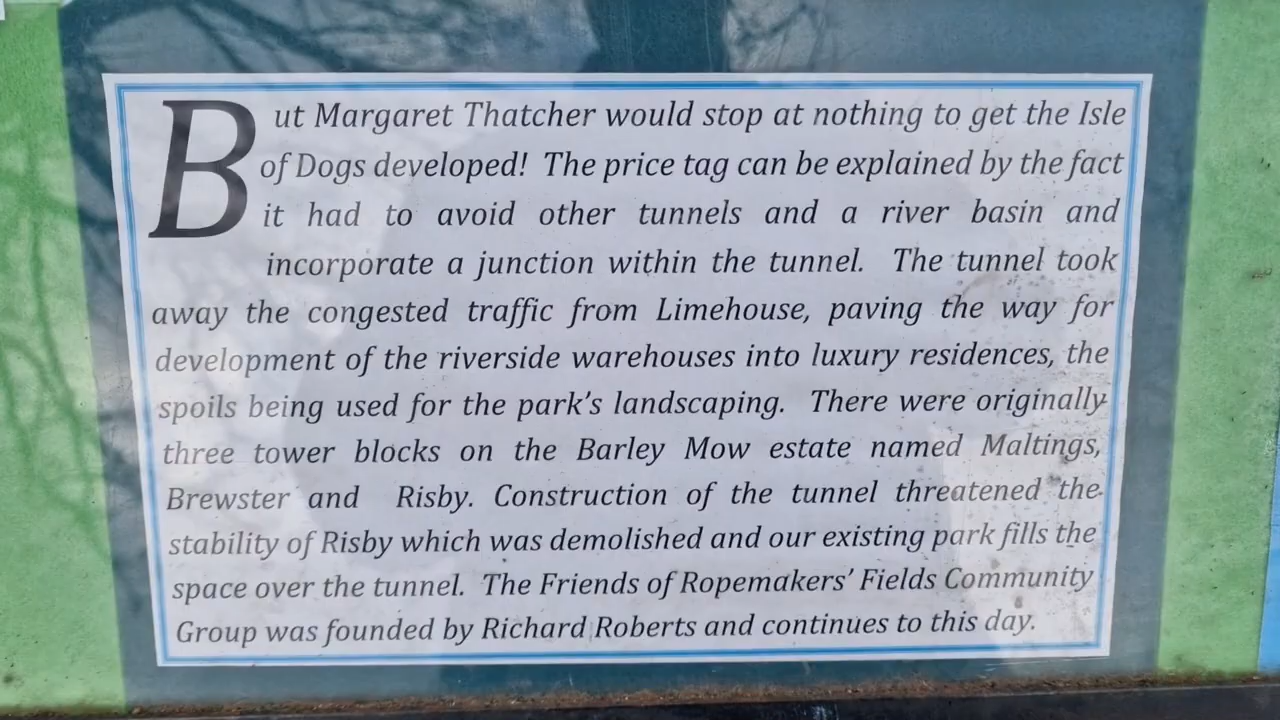 But Margaret Thatcher would stop at nothing to get the Isle
of Dogs developed!  The price tag can be explained by the fact
it had to avoid other tunnels and a river basin and
incorporate a junction within the tunnel.  The tunnel took
away the congested traffic from Limehouse, paving the way for
development of the riverside warehouses into luxury residences, the
spoils being used for the park's landscaping.  There were originally
three tower blocks on the Barley Mow estate named Maltings,
Brewster and  Risby. Construction of the tunnel threatened the
stability of Risby which was demolished and our existing park fills the
space over the tunnel.  The Friends of Ropemakers' Fields Community
Group was founded by Richard Roberts and continues to this day.